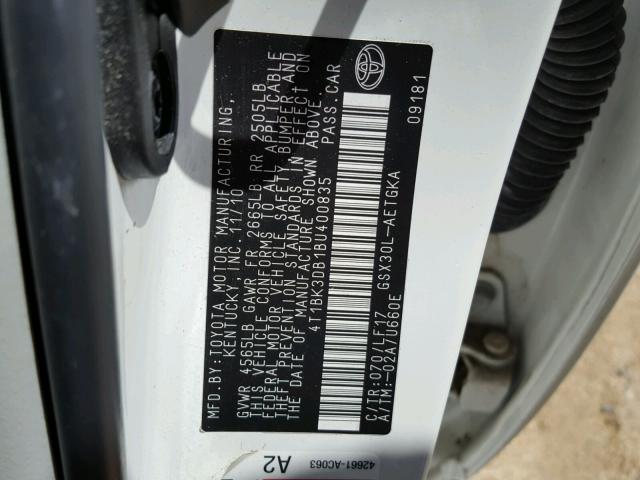 MFD.BY:TOYOTA MOTOR MANUFACTURING,
KENTUCKY, INC. 11/10
GVWR 4565LB GAWR FR 2665LB RR 2505LB
THIS VEHICLE CONFORMS TO ALL APPLICABLE
FEDERAL MOTOR VEHICLE SAFETY, BUMPER AND
THEFT PREVENTION STANDARDS IN EFFECT ON
THE DATE OF MANUFACTURE SHOWN ABOVE.
4T1BK3DB1BU400835 PASS.CAR
C/TR:070/LF17 GSX30L-AETGKA
A/TM:-02A/U660E
09181
42661-AC063
A2